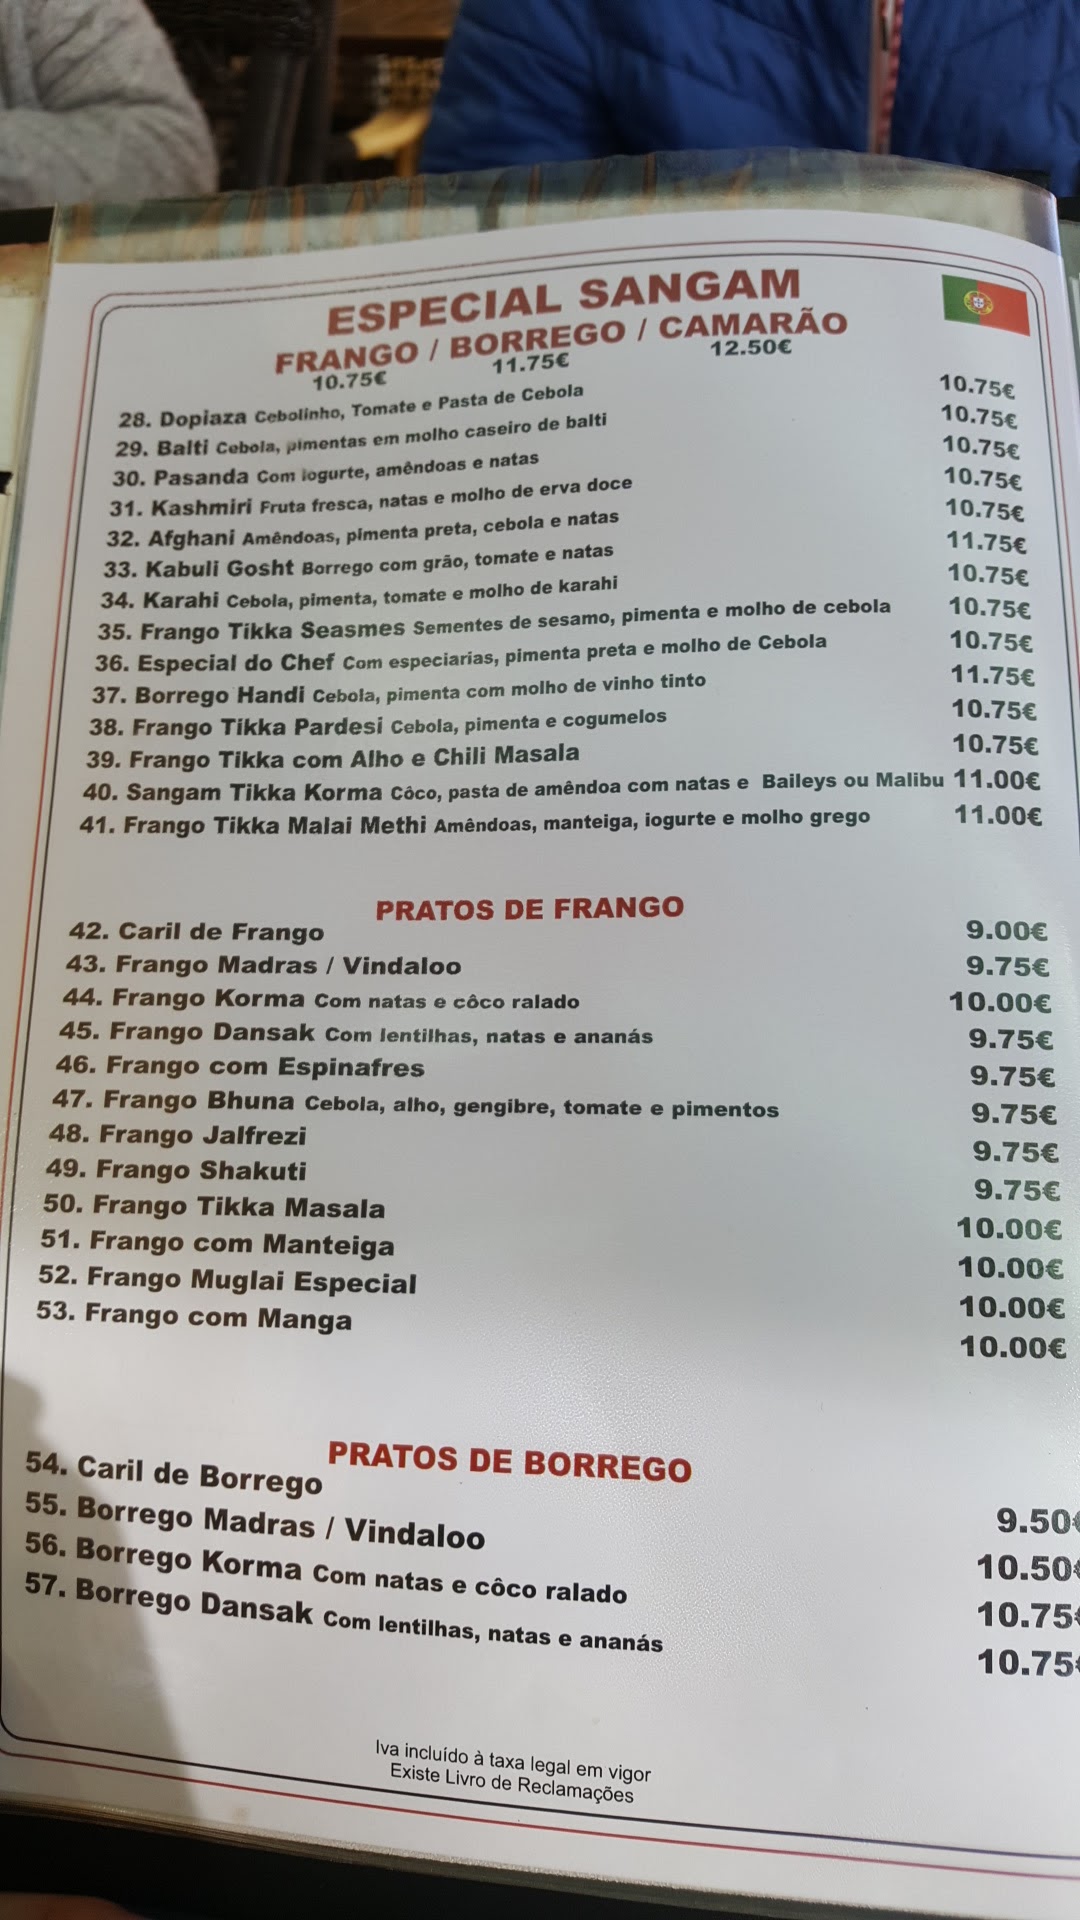 ESPECIAL SANGAM
FRANGO / BORREGO / CAMARÃO
10.75€ 11.75€ 12.50€
28. Dopiaza Cebolinho, Tomate e Pasta de Cebola 10.75€
29. Balti Cebola, pimentas em molho caseiro de balti 10.75€
30. Pasanda Com iogurte, amêndoas e natas 10.75€
31. Kashmiri Fruta fresca, natas e molho de erva doce 10.75€
32. Afghani Amêndoas, pimenta preta, cebola e natas 10.75€
33. Kabuli Gosht Borrego com grão, tomate e natas 11.75€
34. Karahi Cebola, pimenta, tomate e molho de karahi 10.75€
35. Frango Tikka Seasmes Sementes de sesamo, pimenta e molho de cebola 10.75€
36. Especial do Chef Com especiarias, pimenta preta e molho de Cebola 10.75€
37. Borrego Handi Cebola, pimenta com molho de vinho tinto 11.75€
38. Frango Tikka Pardesi Cebola, pimenta e cogumelos 10.75€
39. Frango Tikka com Alho e Chili Masala 10.75€
40. Sangam Tikka Korma Côco, pasta de amêndoa com natas e Baileys ou Malibu 11.00€
41. Frango Tikka Malai Methi Amêndoas, manteiga, iogurte e molho grego 11.00€
PRATOS DE FRANGO
42. Caril de Frango 9.00€
43. Frango Madras / Vindaloo 9.75€
44. Frango Korma Com natas e côco ralado 10.00€
45. Frango Dansak Com lentilhas, natas e ananás 9.75€
46. Frango com Espinafres 9.75€
47. Frango Bhuna Cebola, alho, gengibre, tomate e pimentos 9.75€
48. Frango Jalfrezi 9.75€
49. Frango Shakuti 9.75€
50. Frango Tikka Masala 10.00€
51. Frango com Manteiga 10.00€
52. Frango Muglai Especial 10.00€
53. Frango com Manga 10.00€
PRATOS DE BORREGO
54. Caril de Borrego 9.50€
55. Borrego Madras / Vindaloo 10.50€
56. Borrego Korma Com natas e côco ralado 10.75€
57. Borrego Dansak Com lentilhas, natas e ananás 10.75€
Iva incluído à taxa legal em vigor
Existe Livro de Reclamações